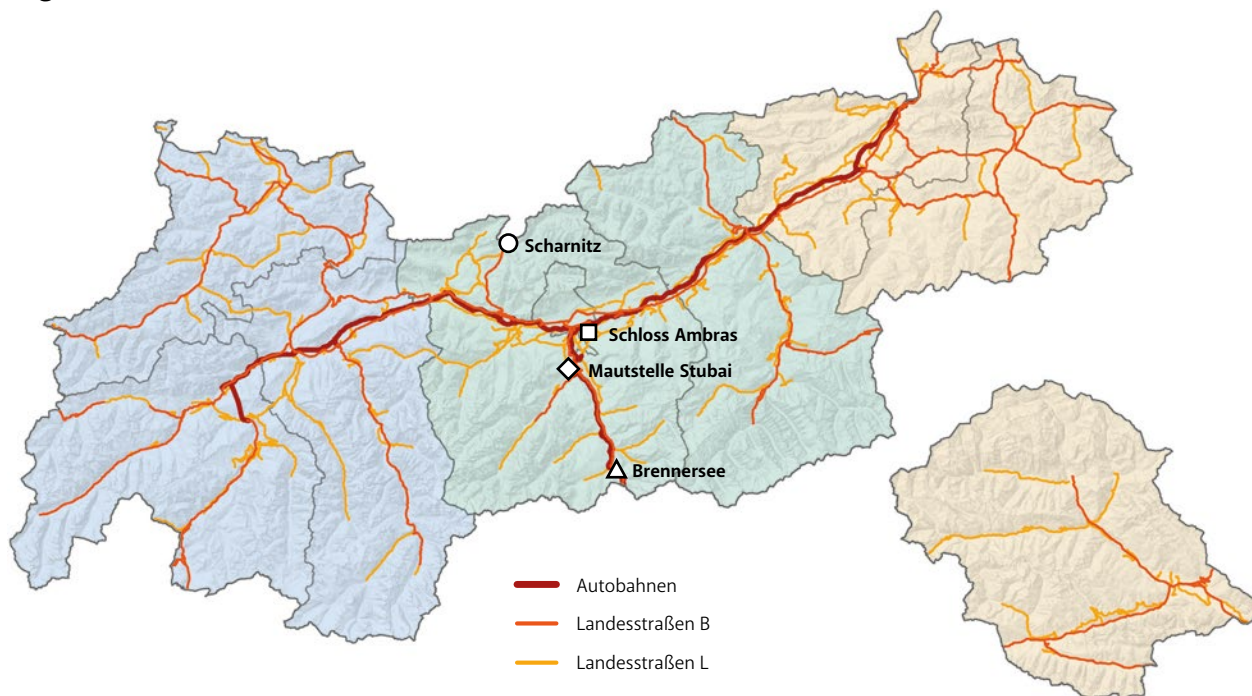 Scharnitz
Schloss Ambras
Mautstelle Stubai
Brennersee
Autobahnen
Landesstraßen B
Landesstraßen L